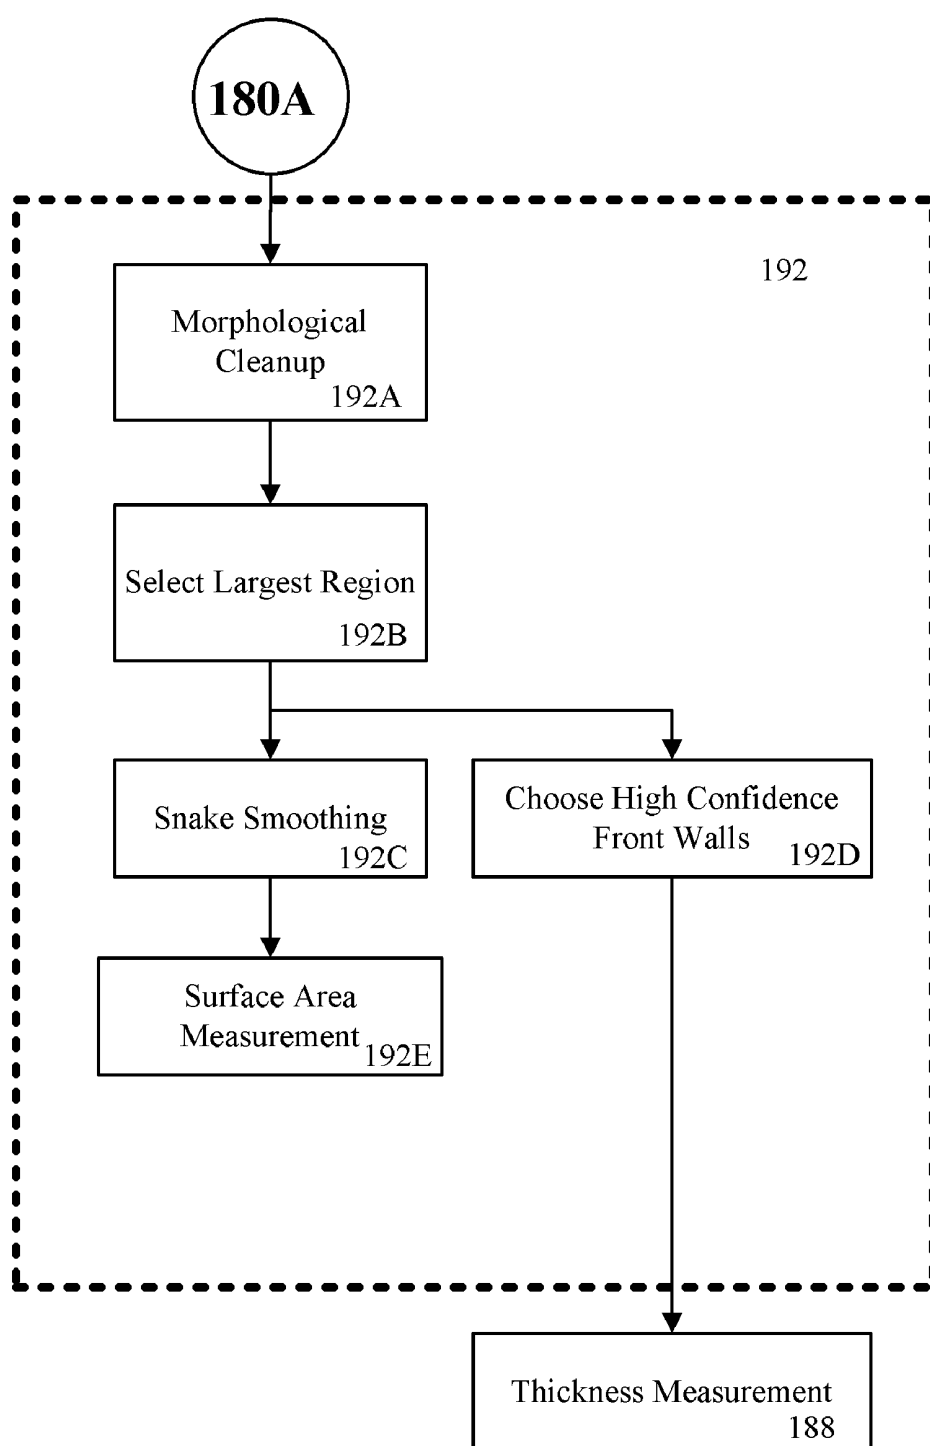 180A
192
Morphological
Cleanup
192A
Select Largest Region
192B
Snake Smoothing
192C
Choose High Confidence
Front Walls
192D
Surface Area
Measurement
192E
Thickness Measurement
188